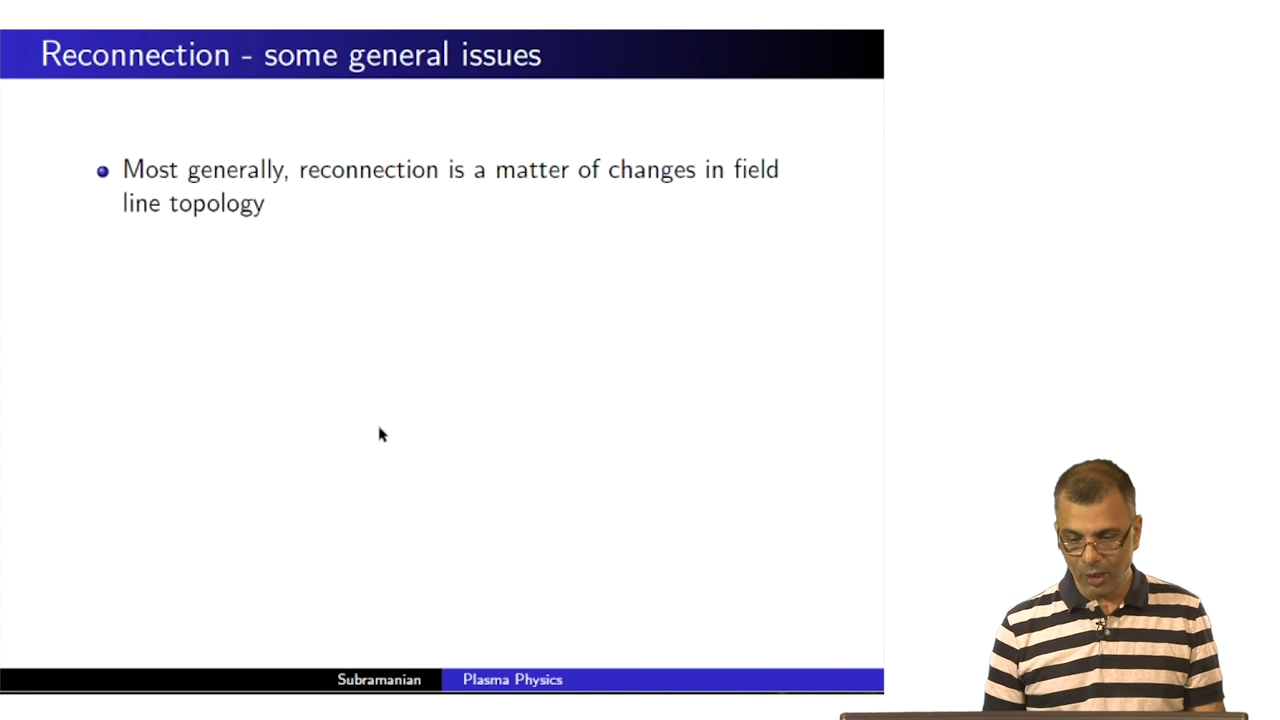 Reconnection - some general issues
Most generally, reconnection is a matter of changes in field
line topology
Subramanian
Plasma Physics